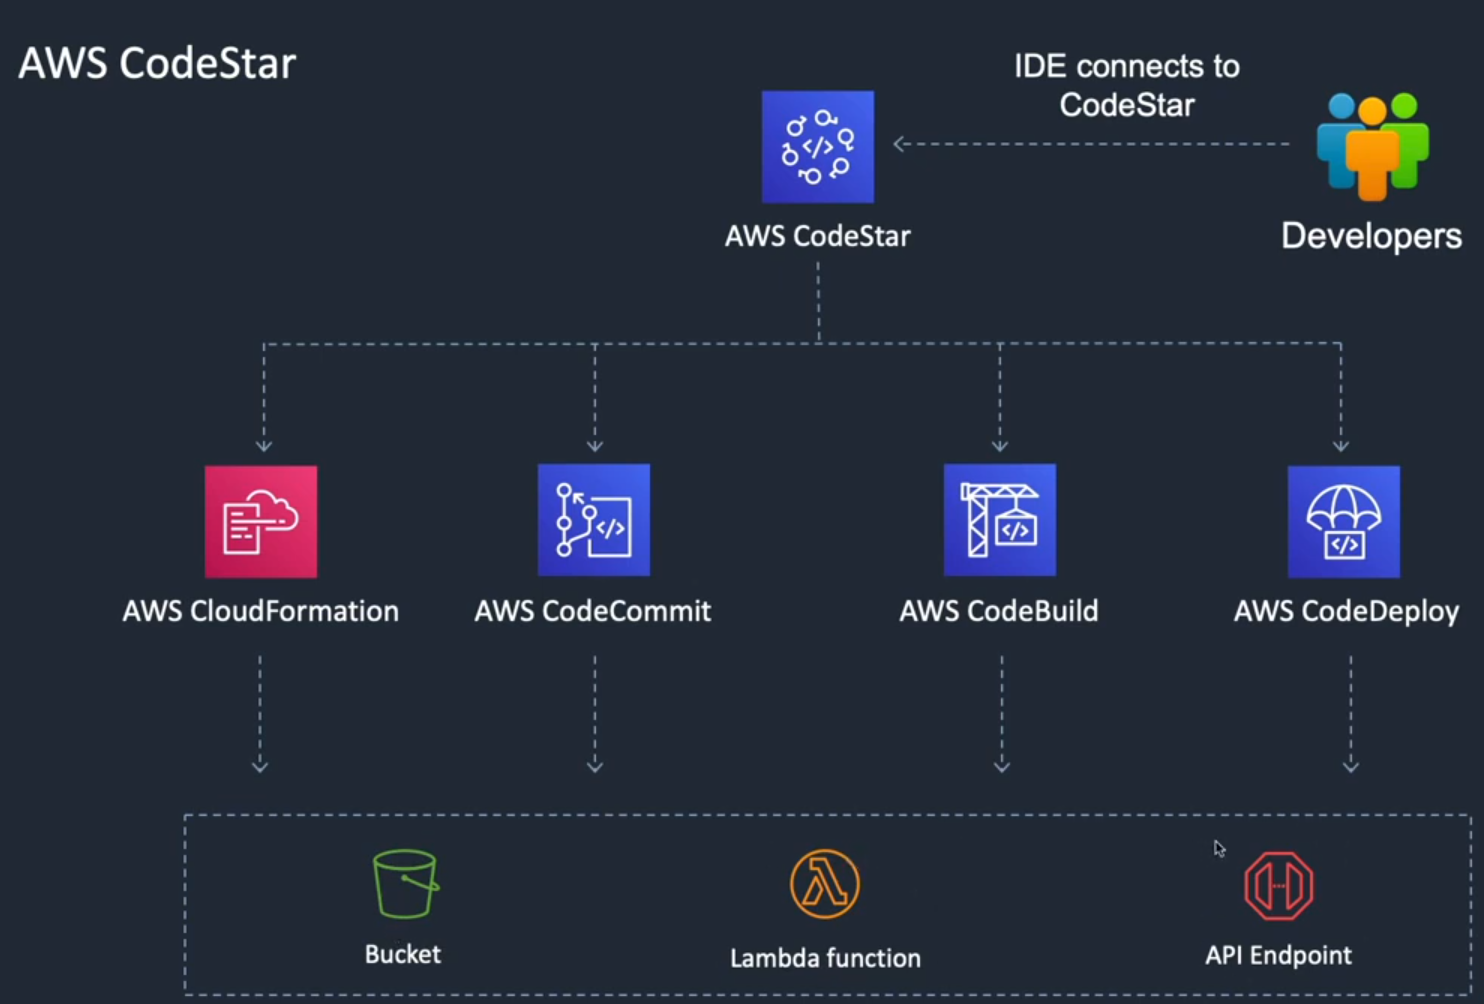 AWS CodeStar
IDE connects to
CodeStar
AWS CodeStar
Developers
AWS CloudFormation
AWS CodeCommit
AWS CodeBuild
AWS CodeDeploy
Bucket
Lambda function
API Endpoint